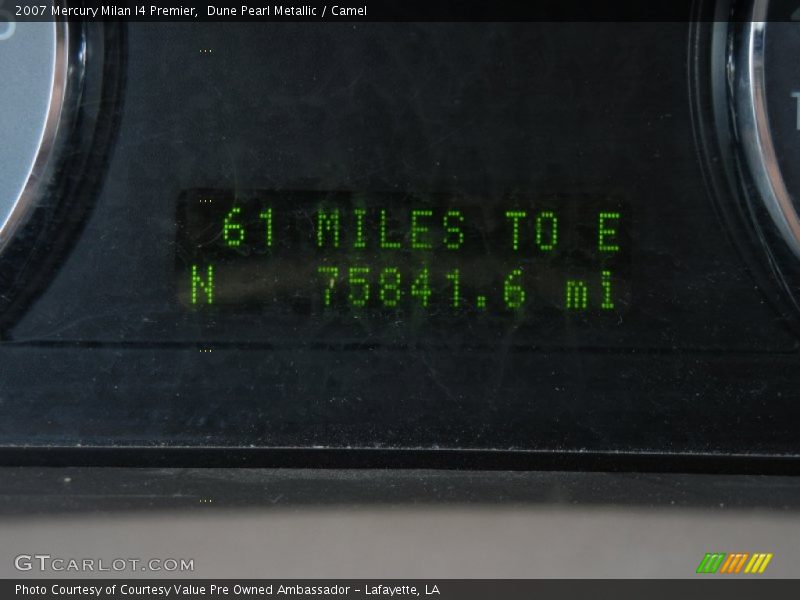 2007 Mercury Milan I4 Premier,  Dune Pearl Metallic / Camel
61 MILES TO E
N 75841.6 mi
GTCARLOT.COM
Photo Courtesy of Courtesy Value Pre Owned Ambassador - Lafayette, LA